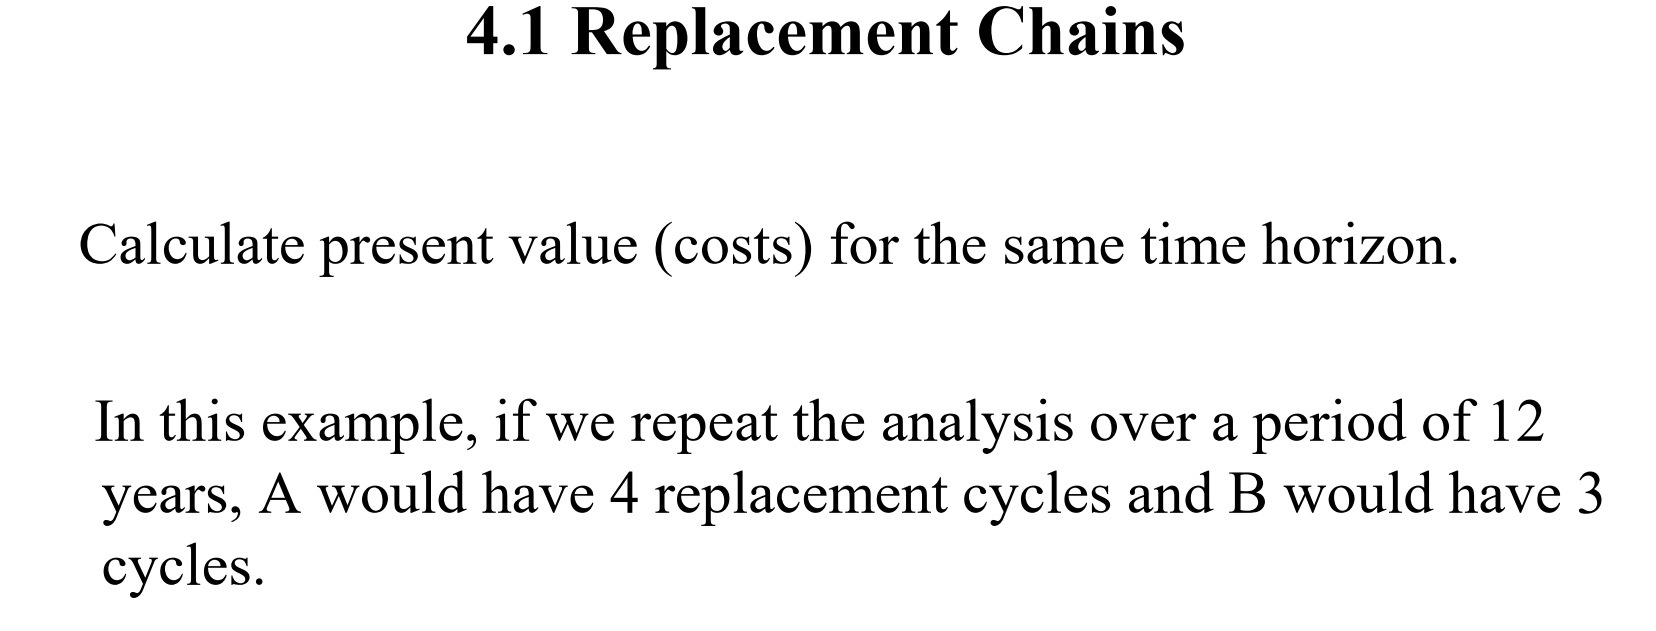 4.1 Replacement Chains
Calculate present value (costs) for the same time horizon.
In this example, if we repeat the analysis over a period of 12
years, A would have 4 replacement cycles and B would have 3
cycles.